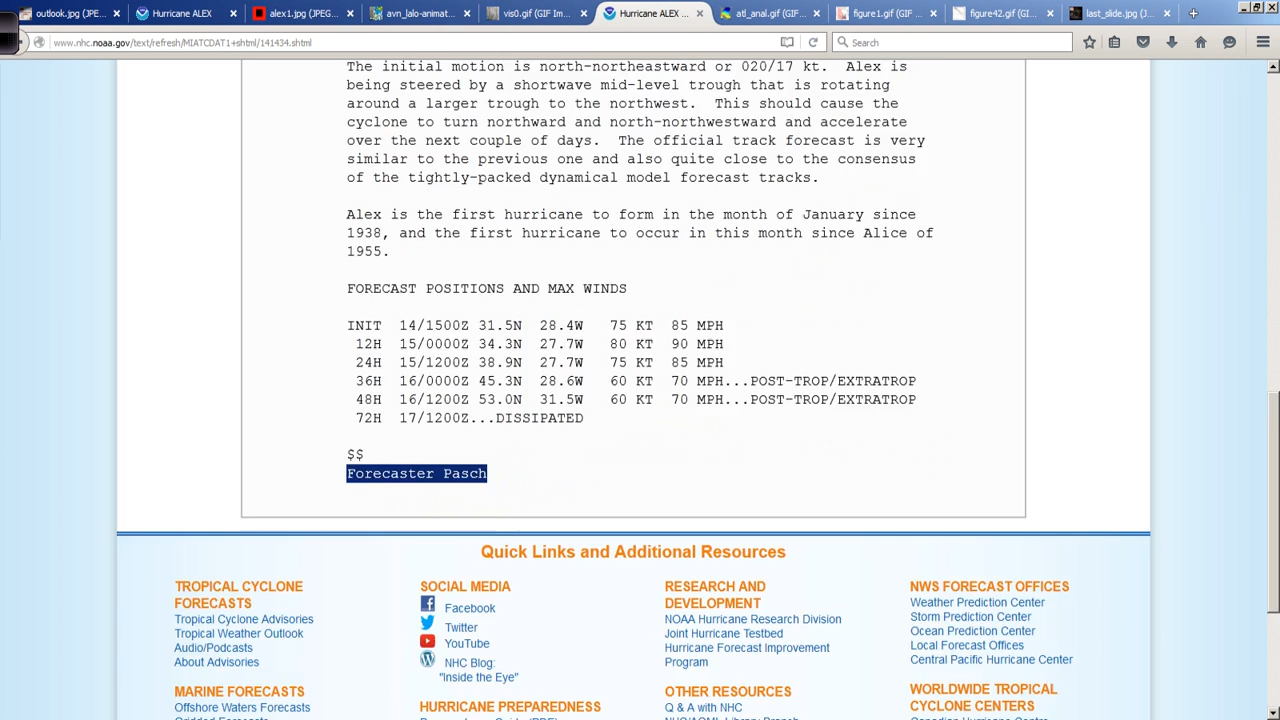 outlook.jpg (JPE...
Hurricane ALEX
alex1.jpg (JPEG...
avn_lalo-animat...
vis0.gif (GIF Im...
Hurricane ALEX ...
atl_anal.gif (GIF...
figure1.gif (GIF ...
figure42.gif (GI...
last_slide.jpg (J...
www.nhc.noaa.gov/text/refresh/MIATCDAT1+shtml/141434.shtml
Search
The initial motion is north-northeastward or 020/17 kt. Alex is
being steered by a shortwave mid-level trough that is rotating
around a larger trough to the northwest. This should cause the
cyclone to turn northward and north-northwestward and accelerate
over the next couple of days. The official track forecast is very
similar to the previous one and also quite close to the consensus
of the tightly-packed dynamical model forecast tracks.
Alex is the first hurricane to form in the month of January since
1938, and the first hurricane to occur in this month since Alice of
1955.
FORECAST POSITIONS AND MAX WINDS
INIT 14/1500Z 31.5N 28.4W 75 KT 85 MPH
12H 15/0000Z 34.3N 27.7W 80 KT 90 MPH
24H 15/1200Z 38.9N 27.7W 75 KT 85 MPH
36H 16/0000Z 45.3N 28.6W 60 KT 70 MPH...POST-TROP/EXTRATROP
48H 16/1200Z 53.0N 31.5W 60 KT 70 MPH...POST-TROP/EXTRATROP
72H 17/1200Z...DISSIPATED
$$
Forecaster Pasch
Quick Links and Additional Resources
TROPICAL CYCLONE
FORECASTS
Tropical Cyclone Advisories
Tropical Weather Outlook
Audio/Podcasts
About Advisories
MARINE FORECASTS
Offshore Waters Forecasts
SOCIAL MEDIA
Facebook
Twitter
YouTube
NHC Blog:
"Inside the Eye"
HURRICANE PREPAREDNESS
RESEARCH AND
DEVELOPMENT
NOAA Hurricane Research Division
Joint Hurricane Testbed
Hurricane Forecast Improvement
Program
OTHER RESOURCES
Q & A with NHC
NHC/AOML Library Branch
NWS FORECAST OFFICES
Weather Prediction Center
Storm Prediction Center
Ocean Prediction Center
Local Forecast Offices
Central Pacific Hurricane Center
WORLDWIDE TROPICAL
CYCLONE CENTERS